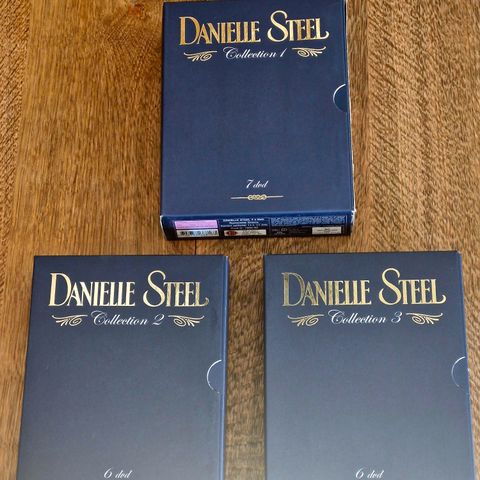 DANIELLE STEEL
Collection 1
7 dvd
DANIELLE STEEL
Collection 2
6 dvd
DANIELLE STEEL
Collection 3
6 dvd